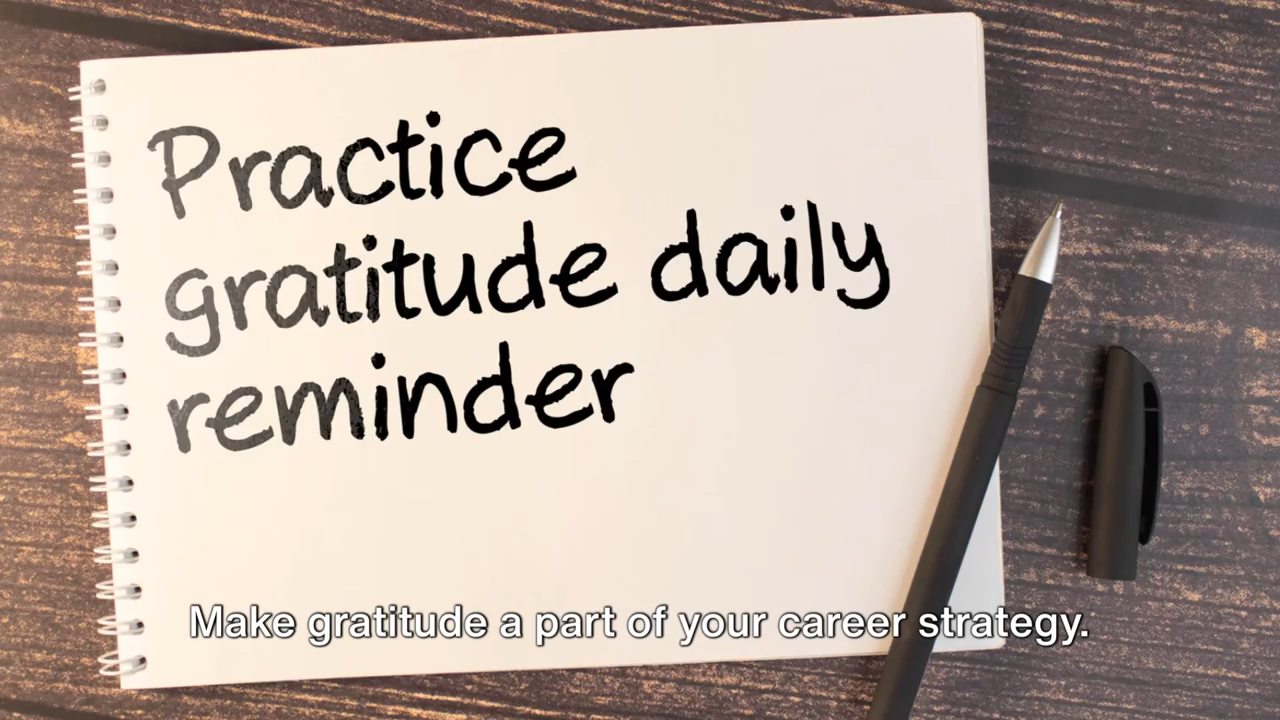 Practice
gratitude daily
reminder
Make gratitude a part of your career strategy.